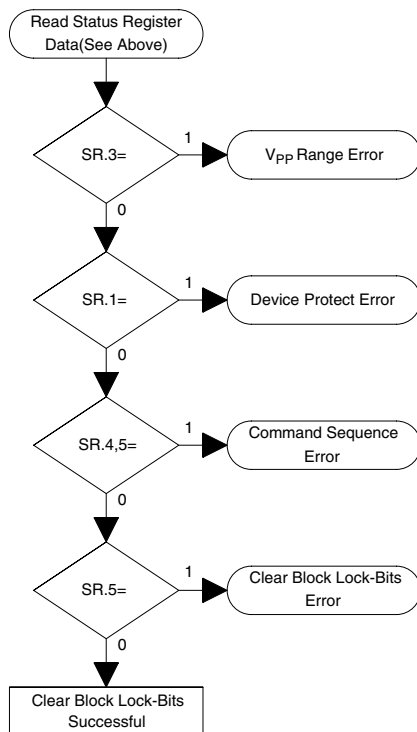 Read Status Register
Data(See Above)
SR.3=
1
VPP Range Error
0
SR.1=
1
Device Protect Error
0
SR.4,5=
1
Command Sequence
Error
0
SR.5=
1
Clear Block Lock-Bits
Error
0
Clear Block Lock-Bits
Successful